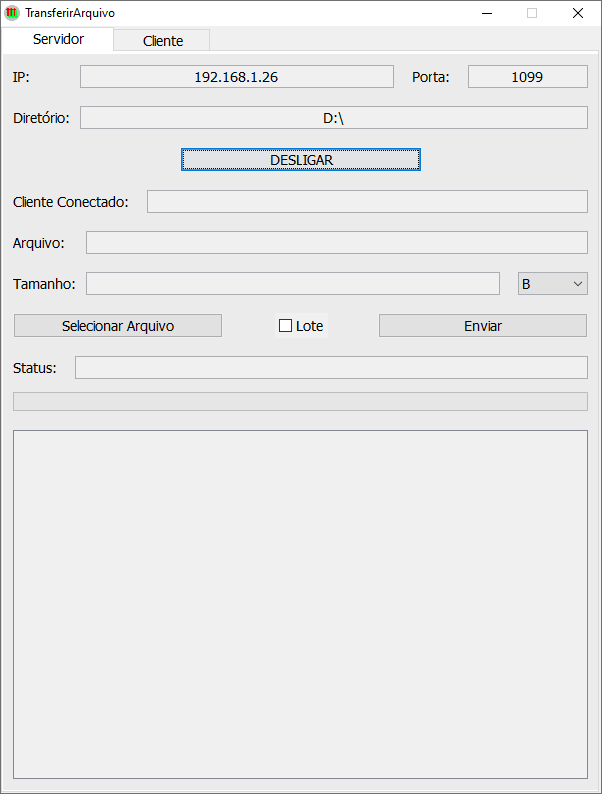 TransferirArquivo
Servidor Cliente
IP: 192.168.1.26 Porta: 1099
Diretório: D:\
DESLIGAR
Cliente Conectado:
Arquivo:
Tamanho: B
Selecionar Arquivo Lote Enviar
Status: